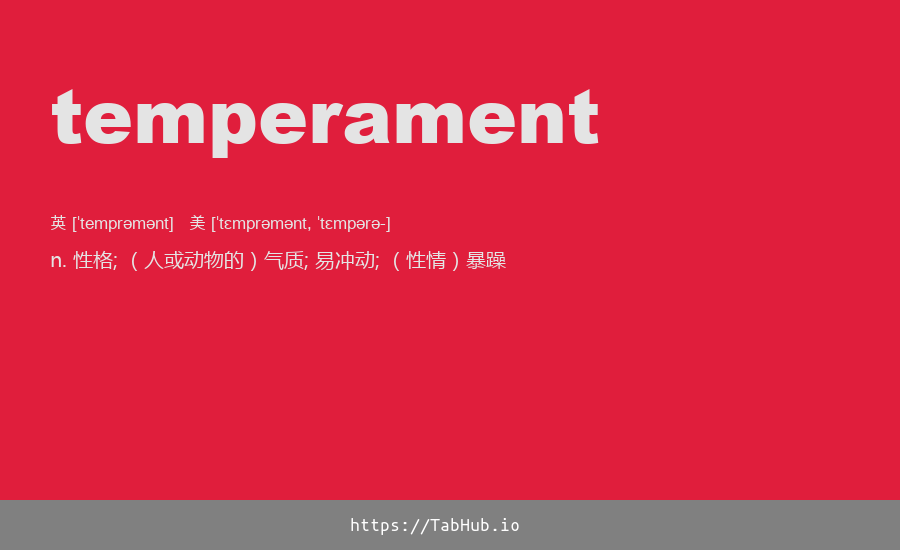 temperament
英 [ˈtemprəmənt] 美 [ˈtɛmprəmənt, ˈtɛmpərə-]
n. 性格; （人或动物的）气质; 易冲动; （性情）暴躁
https://TabHub.io